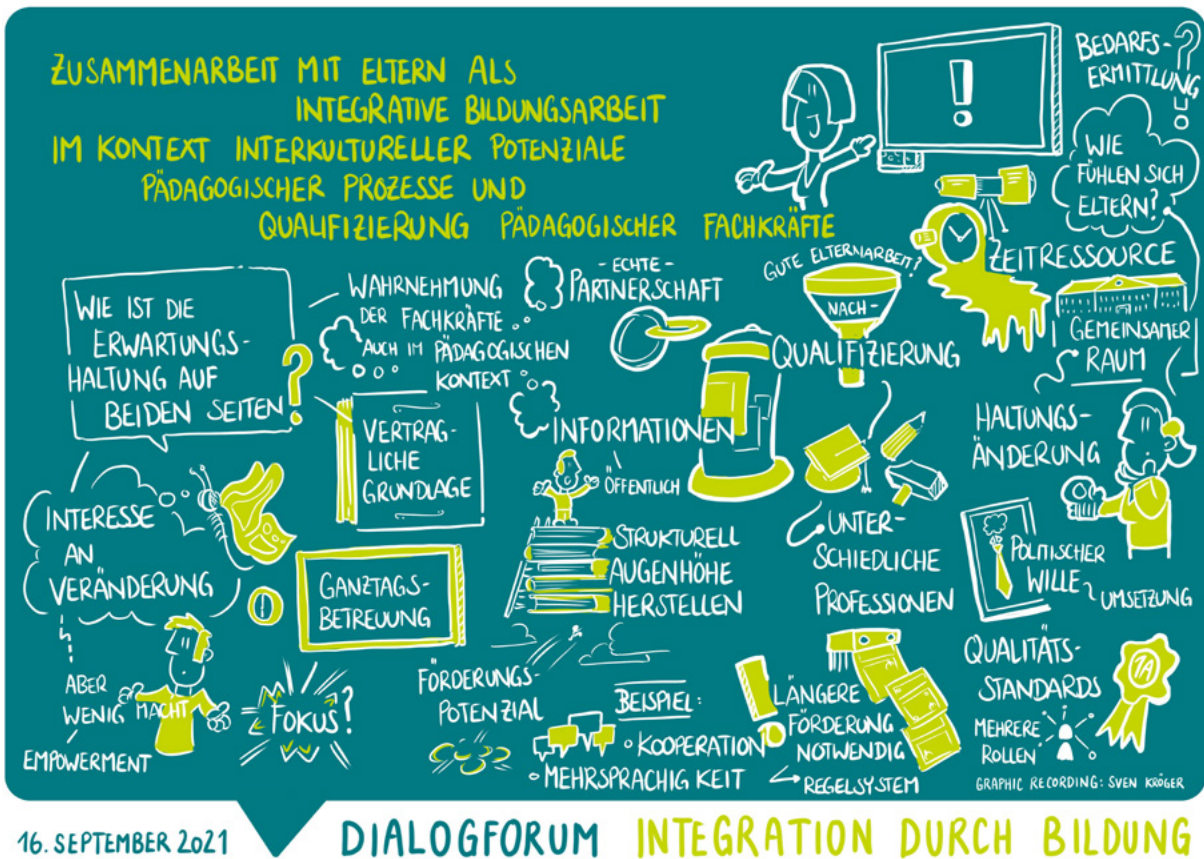 ZUSAMMENARBEIT MIT ELTERN ALS
INTEGRATIVE BILDUNGSARBEIT
IM KONTEXT INTERKULTURELLER POTENZIALE
PÄDAGOGISCHER PROZESSE UND
QUALIFIZIERUNG PÄDAGOGISCHER FACHKRÄFTE
!
BEDARFS-
ERMITTLUNG
?
WIE
FÜHLEN SICH
ELTERN?
ZEITRESSOURCE
GEMEINSAMER
RAUM
WIE IST DIE
ERWARTUNGS-
HALTUNG AUF
BEIDEN SEITEN
?
WAHRNEHMUNG
DER FACHKRÄFTE
AUCH IM PÄDAGOGISCHEN
KONTEXT
- ECHTE -
PARTNERSCHAFT
GUTE ELTERNARBEIT?
NACH-
QUALIFIZIERUNG
VERTRAG-
LICHE
GRUNDLAGE
INFORMATIONEN
ÖFFENTLICH
STRUKTURELL
AUGENHÖHE
HERSTELLEN
UNTER-
SCHIEDLICHE
PROFESSIONEN
HALTUNGS-
ÄNDERUNG
POLITISCHER
WILLE
UMSETZUNG
INTERESSE
AN
VERÄNDERUNG
GANZTAGS-
BETREUUNG
ABER
WENIG MACHT
EMPOWERMENT
FOKUS?
FÖRDERUNGS-
POTENZIAL
BEISPIEL:
KOOPERATION
MEHRSPRACHIG KEIT
!
LÄNGERE
FÖRDERUNG
NOTWENDIG
REGELSYSTEM
QUALITÄTS-
STANDARDS
1A
MEHRERE
ROLLEN
GRAPHIC RECORDING: SVEN KRÖGER
16. SEPTEMBER 2021
DIALOGFORUM INTEGRATION DURCH BILDUNG